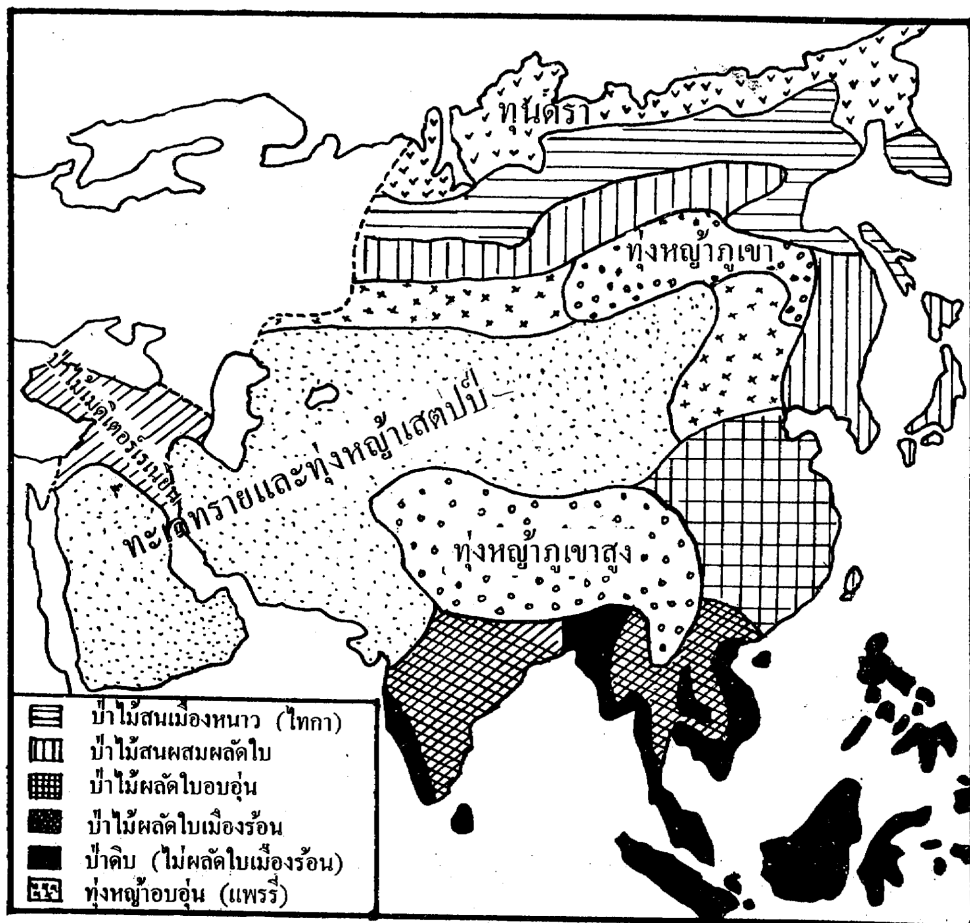 ทุนดรา
ทุ่งหญ้าภูเขา
ป่าไม้เมดิเตอร์เรเนียน
ทะเลทรายและทุ่งหญ้าเสตปป์
ทุ่งหญ้าภูเขาสูง
ป่าไม้สนเมืองหนาว (ไทกา)
ป่าไม้สนผสมผลัดใบ
ป่าไม้ผลัดใบอบอุ่น
ป่าไม้ผลัดใบเมืองร้อน
ป่าดิบ (ไม่ผลัดใบเมืองร้อน)
ทุ่งหญ้าอบอุ่น (แพรรี่)